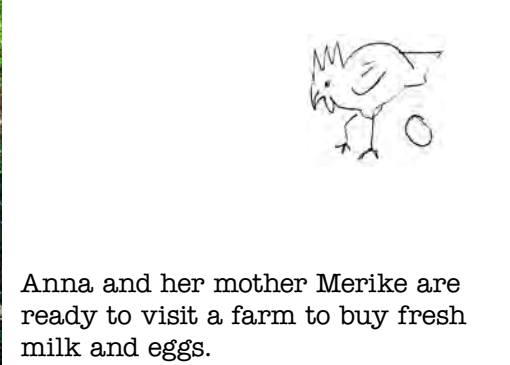 Anna and her mother Merike are
ready to visit a farm to buy fresh
milk and eggs.